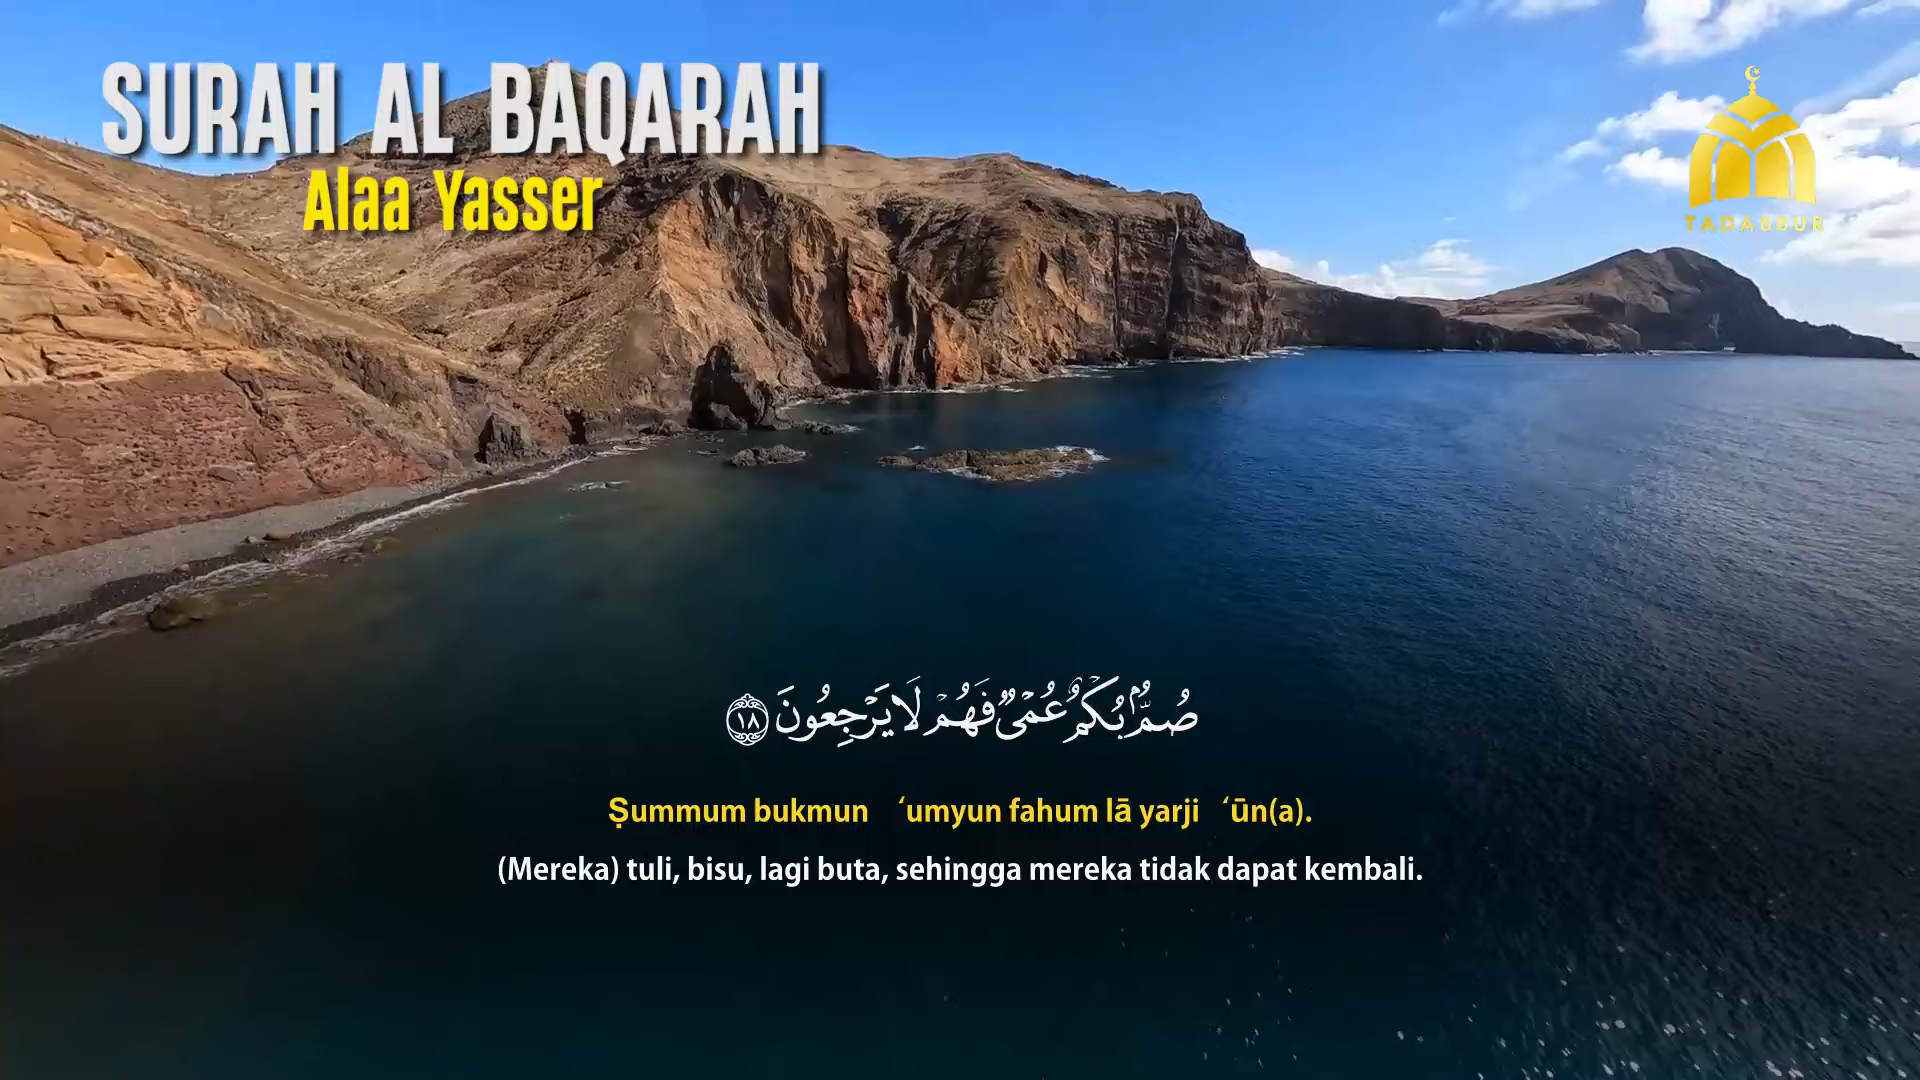 SURAH AL BAQARAH
Alaa Yasser
TADABBUR
صُمٌّۢ بُكْمٌ عُمْيٌ فَهُمْ لَا يَرْجِعُونَ ١٨
Ṣummum bukmun ‘umyun fahum lā yarji ‘ūn(a).
(Mereka) tuli, bisu, lagi buta, sehingga mereka tidak dapat kembali.